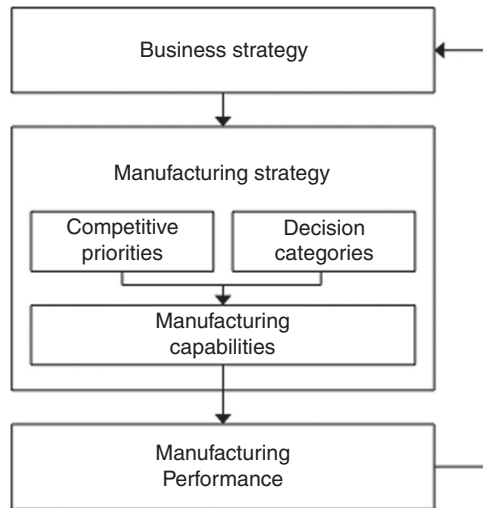 Business strategy
Manufacturing strategy
Competitive
priorities
Decision
categories
Manufacturing
capabilities
Manufacturing
Performance